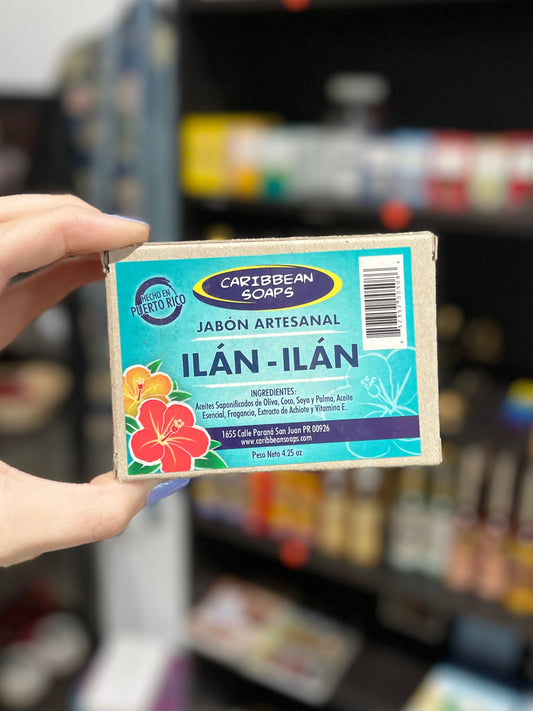 HECHO EN
PUERTO RICO
CARIBBEAN
SOAPS
JABÓN ARTESANAL
ILÁN - ILÁN
INGREDIENTES:
Aceites Saponificados de Oliva, Coco, Soya y Palma, Aceite
Esencial, Fragancia, Extracto de Achiote y Vitamina E.
1655 Calle Paraná San Juan PR 00926
www.caribbeansoaps.com
Peso Neto 4.25 oz